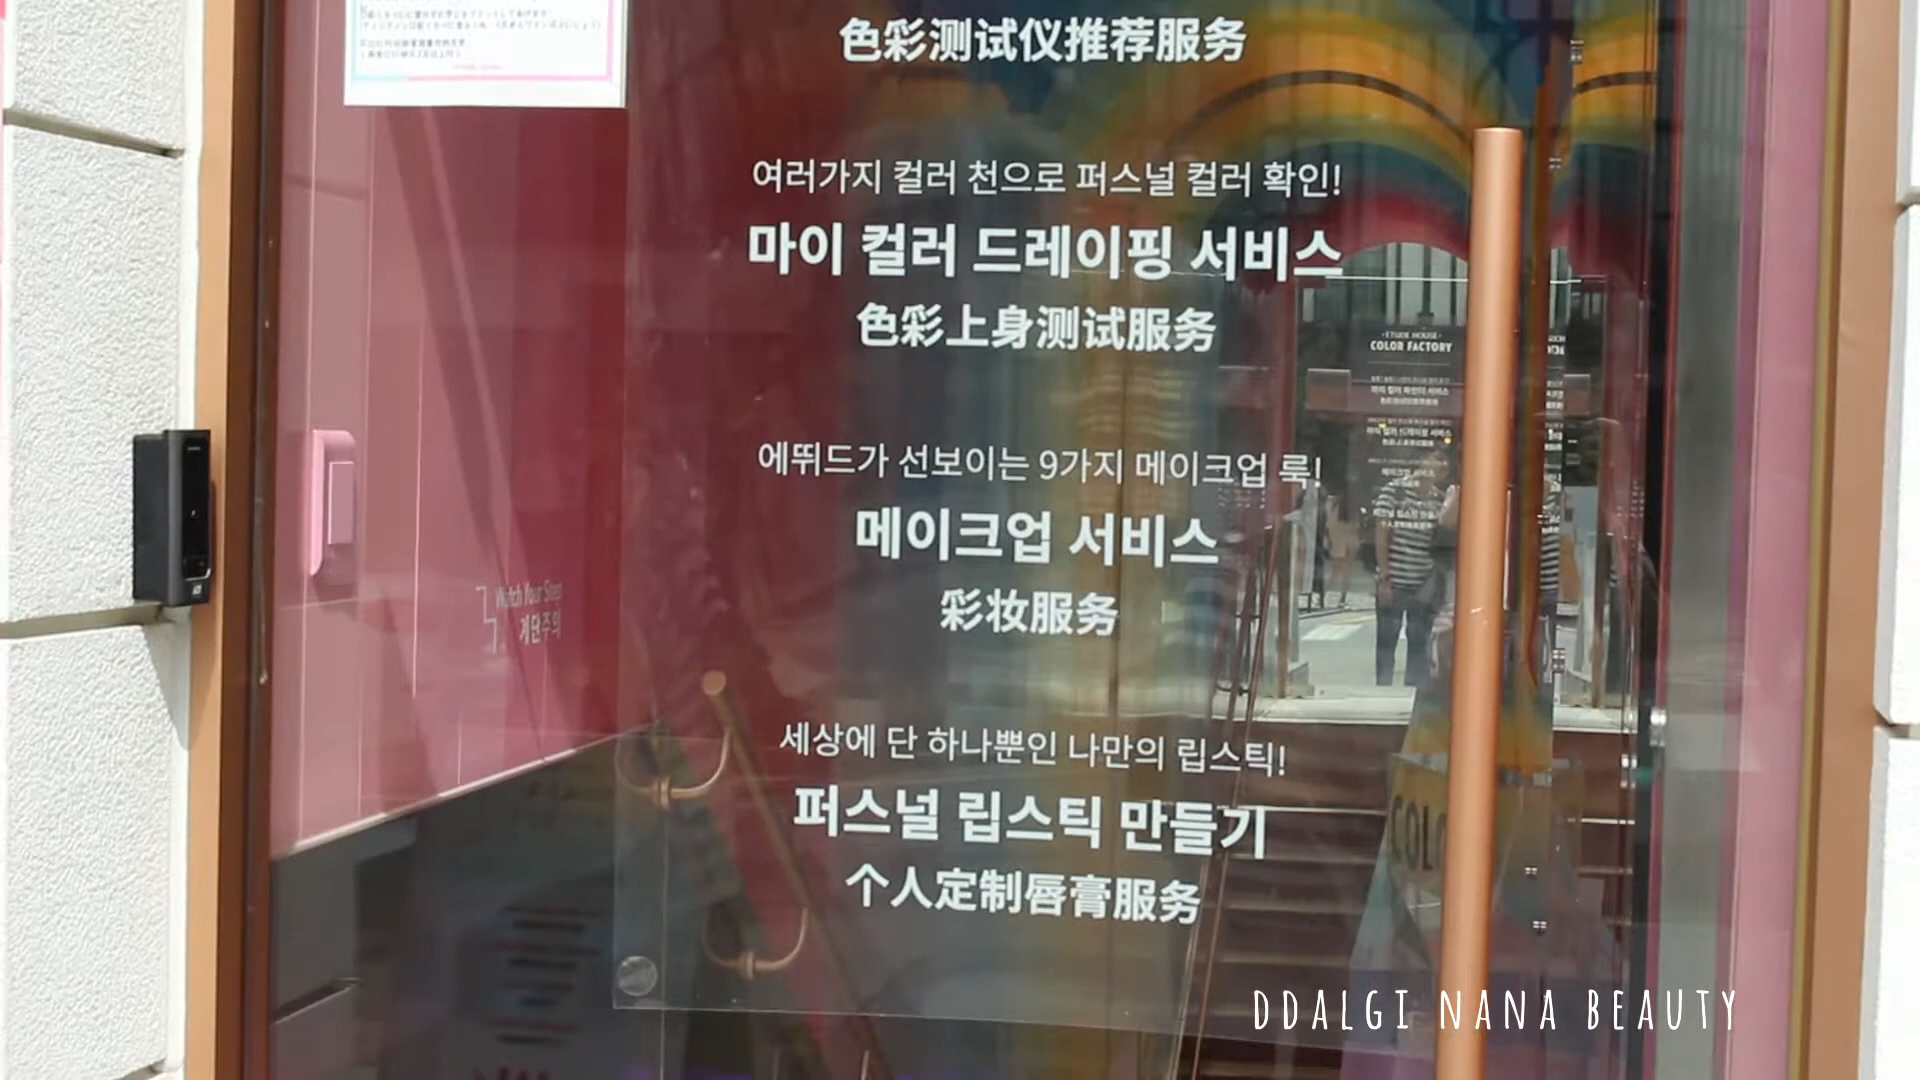 色彩测试仪推荐服务
여러가지 컬러 천으로 퍼스널 컬러 확인!
마이 컬러 드레이핑 서비스
色彩上身测试服务
에뛰드가 선보이는 9가지 메이크업 룩!
메이크업 서비스
彩妆服务
세상에 단 하나뿐인 나만의 립스틱!
퍼스널 립스틱 만들기
个人定制唇膏服务
Watch Your Step
계단주의
ETUDE HOUSE
COLOR FACTORY
DDALGI NANA BEAUTY